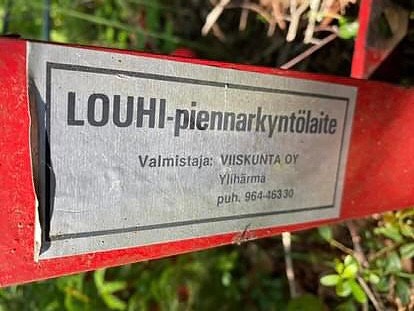 LOUHI-piennarkyntölaite
Valmistaja: VIISKUNTA OY
Ylihärmä
puh. 964-46330